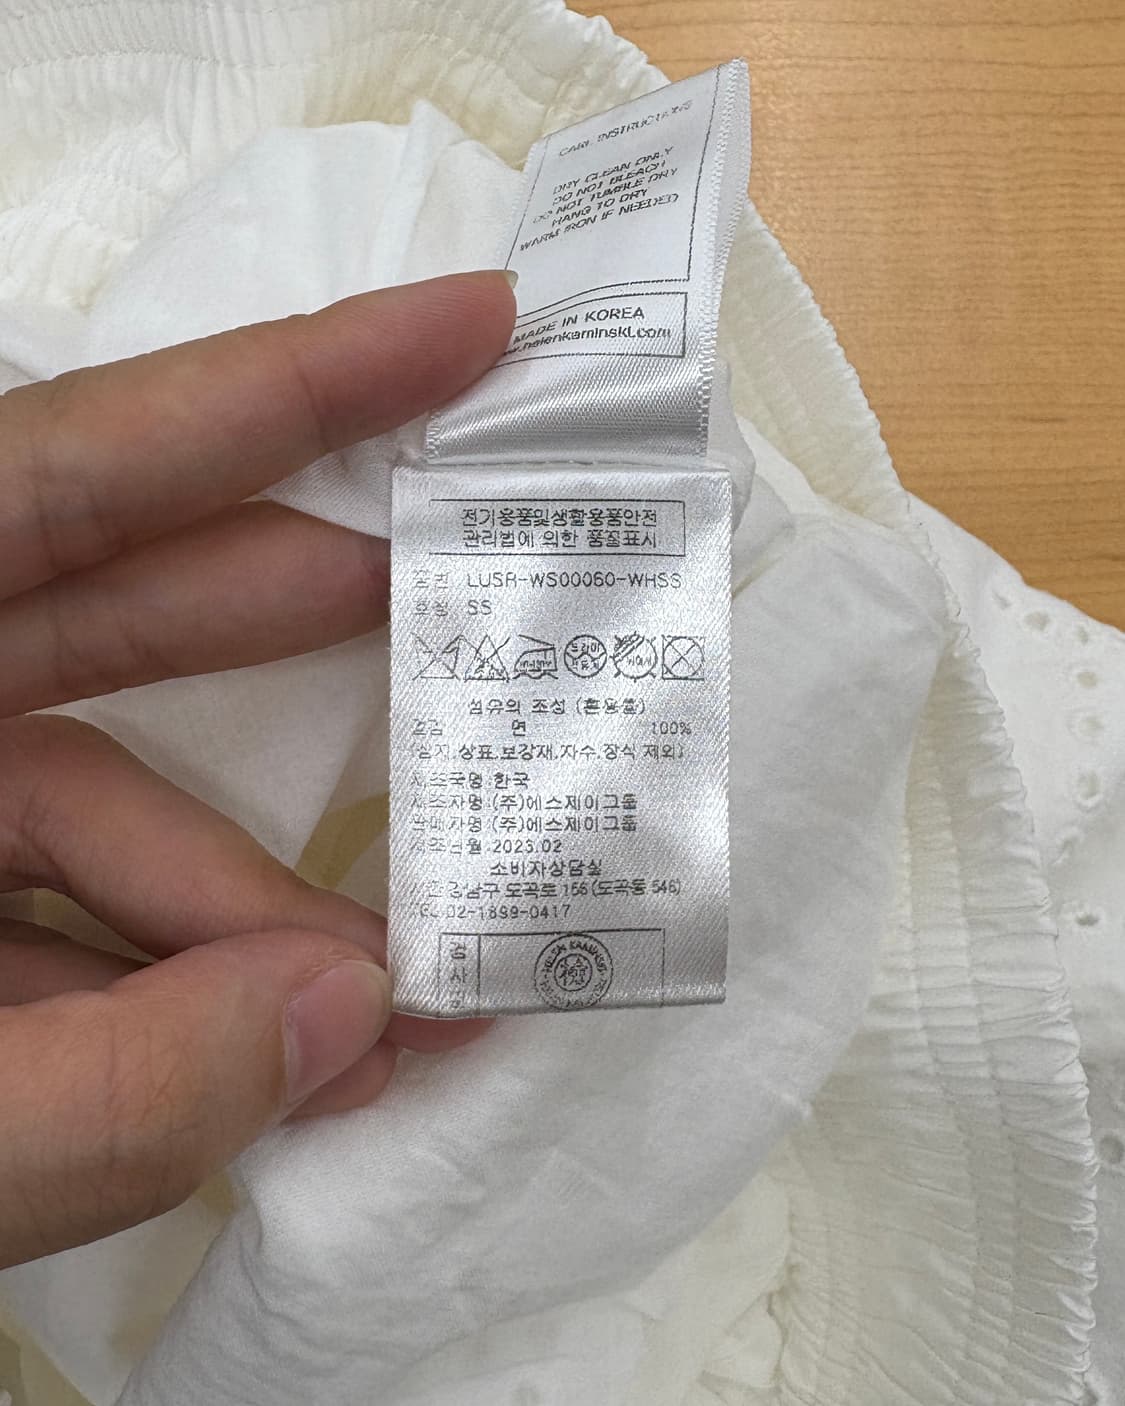 CARE INSTRUCTIONS
DRY CLEAN ONLY
DO NOT BLEACH
DO NOT TUMBLE DRY
HANG TO DRY
WARM IRON IF NEEDED
MADE IN KOREA
www.helenkaminski.com
전기용품및생활용품안전
관리법에 의한 품질표시
품번 LUSR-WS00060-WHSS
호칭 SS
섬유의 조성 (혼용률)
겉감 면 100%
(심지.상표.보강재.자수.장식 제외)
제조국명:한국
제조자명:(주)에스제이그룹
판매자명:(주)에스제이그룹
제조년월 2023.02
소비자상담실
강남구 도곡로 156(도곡동 546)
TEL 02-1899-0417
검
사
HELEN KAMINSKI